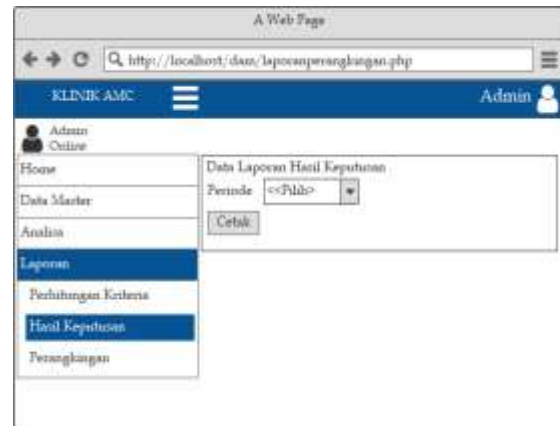 A Web Page
http://localhost/dam/laporanperangkingan.php
KLINIK AMC
Admin
Admin
Online
Home
Data Master
Analisa
Laporan
Perhitungan Kriteria
Hasil Keputusan
Perangkingan
Data Laporan Hasil Keputusan
Periode <<Pilih>
Cetak